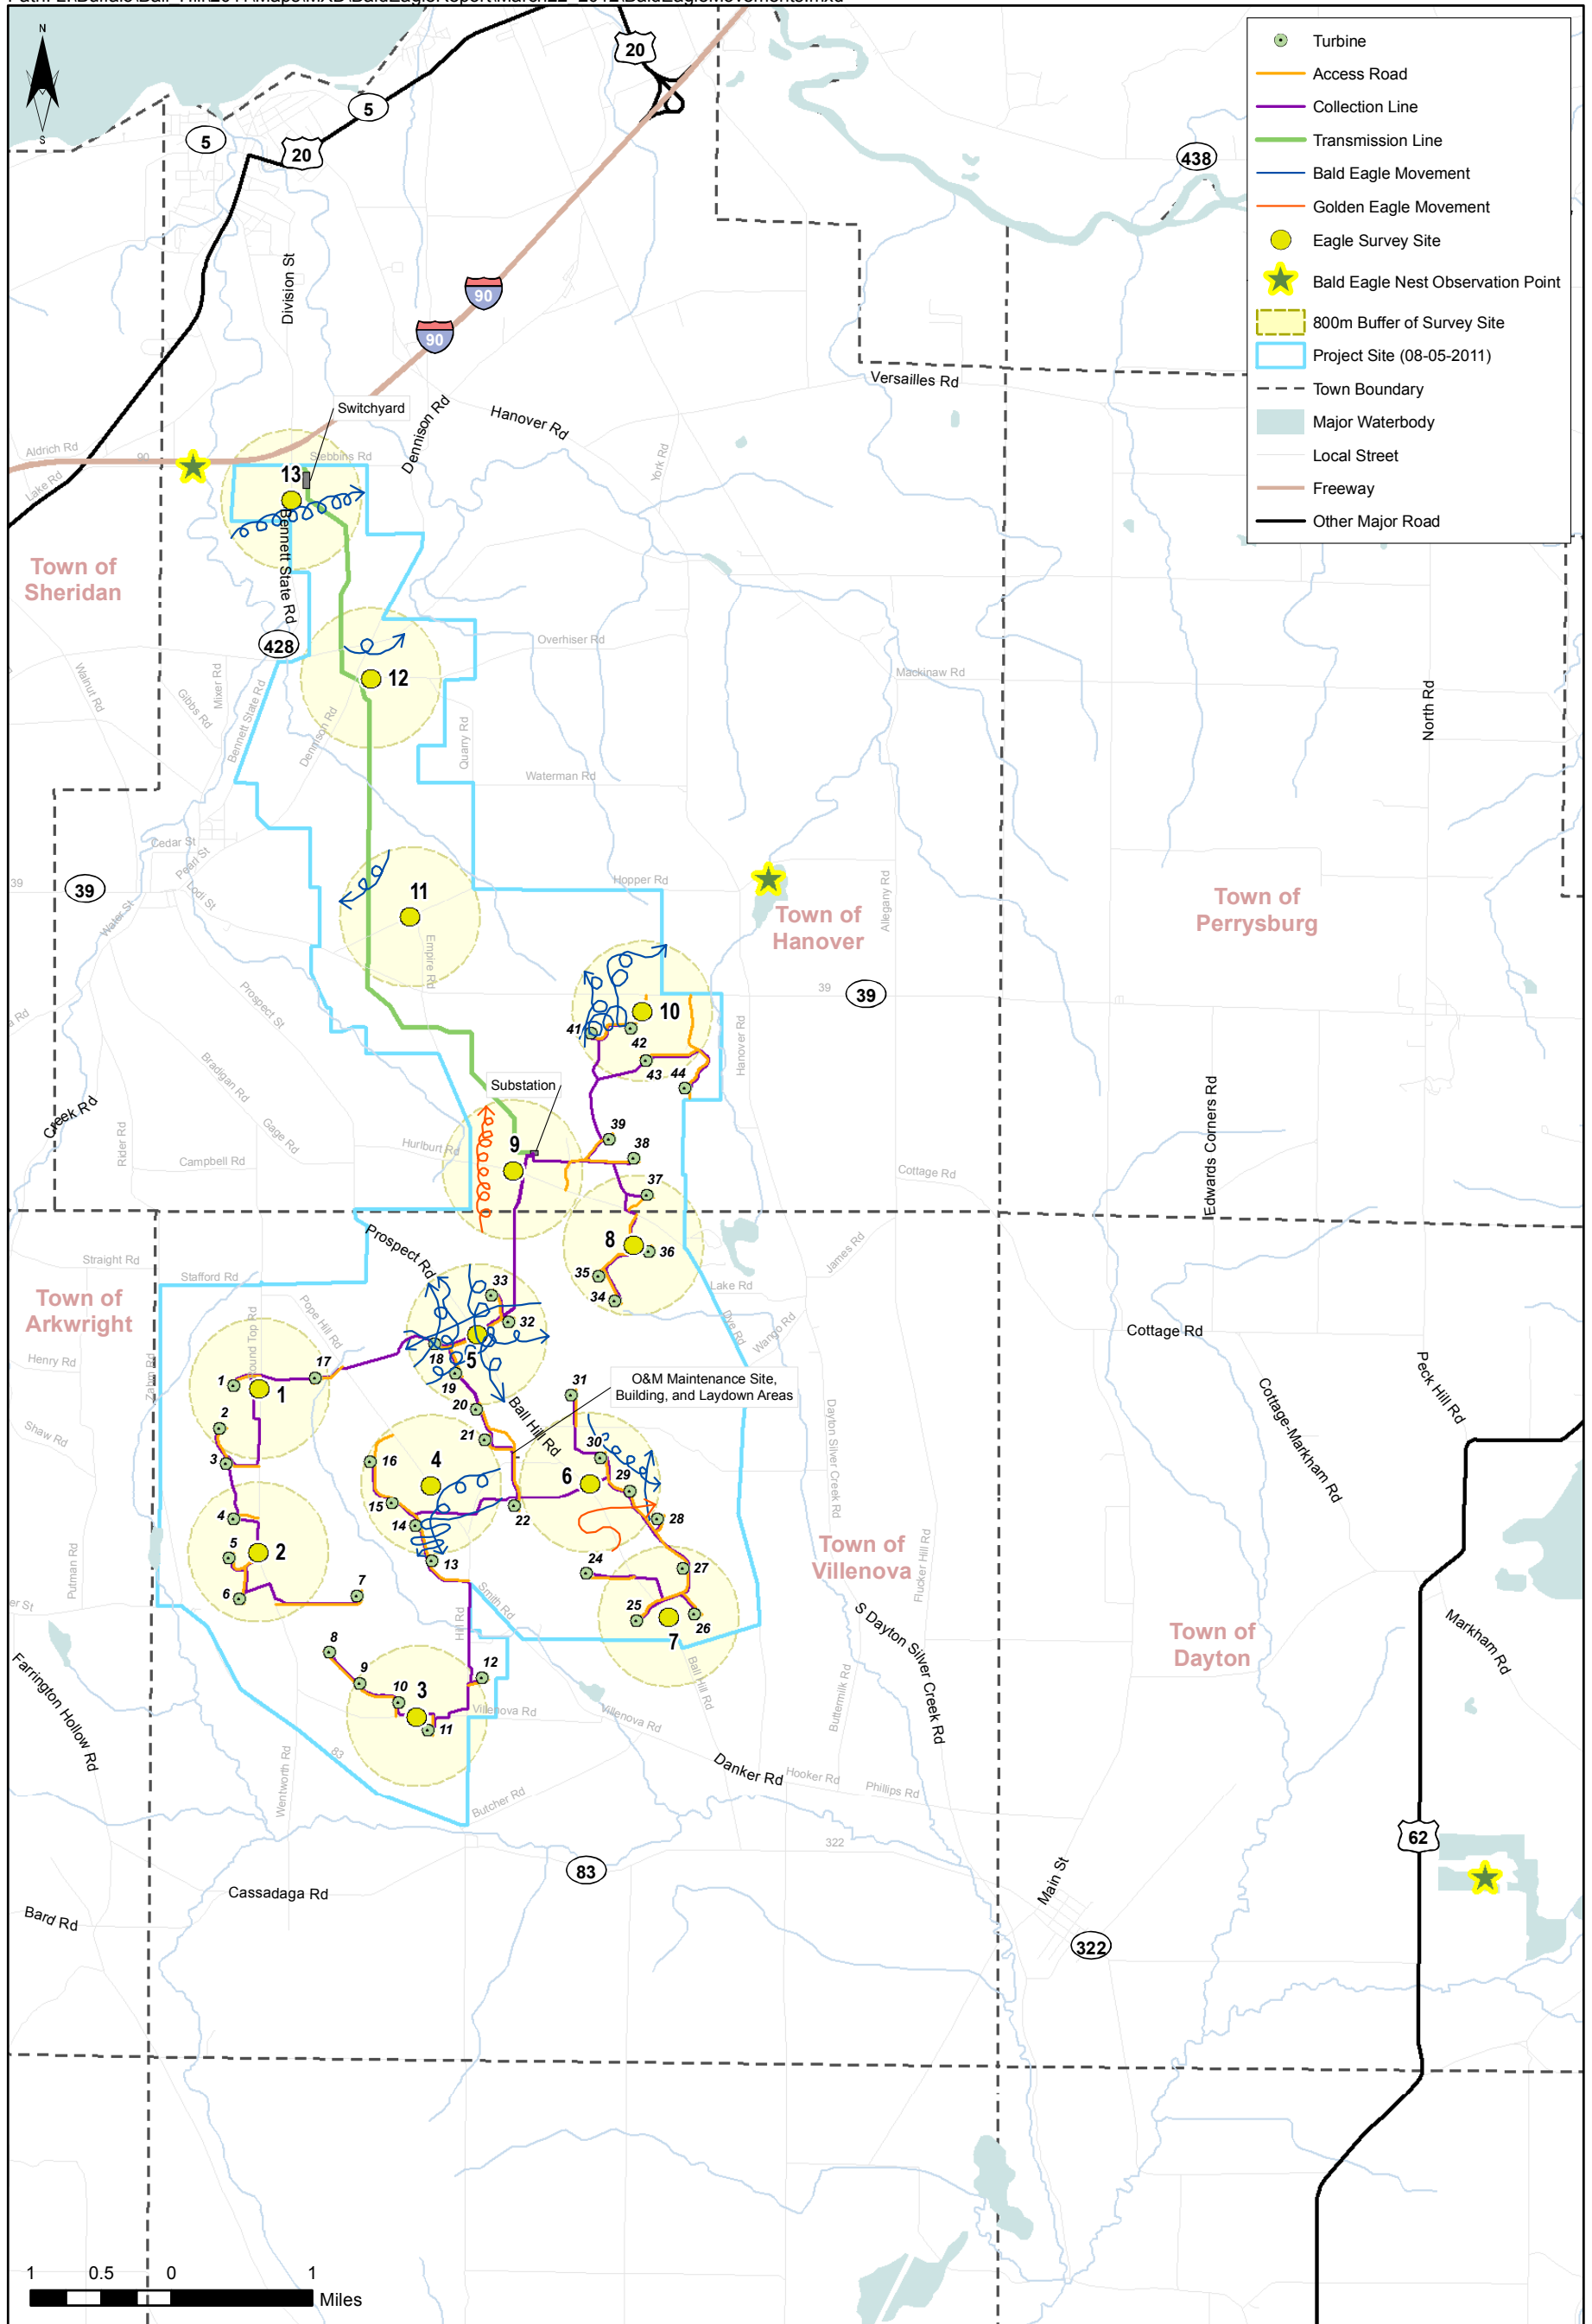 N
S
5
20
5
20
438
Turbine
Access Road
Collection Line
Transmission Line
Bald Eagle Movement
Golden Eagle Movement
Eagle Survey Site
Bald Eagle Nest Observation Point
800m Buffer of Survey Site
Project Site (08-05-2011)
Town Boundary
Major Waterbody
Local Street
Freeway
Other Major Road
Division St
90
90
Versailles Rd
Switchyard
Hanover Rd
Dennison Rd
Aldrich Rd
90
Lake Rd
Stebbins Rd
York Rd
13
Bennett State Rd
Town of
Sheridan
428
Overhiser Rd
12
Mackinaw Rd
Walnut Rd
Gibbs Rd
Mixer Rd
Bennett State Rd
Dennison Rd
Quarry Rd
North Rd
Waterman Rd
Cedar St
Pearl St
Lodi St
39
39
Water St
11
Empire Rd
Hopper Rd
Allegany Rd
Town of
Hanover
Town of
Perrysburg
Prospect St
39
39
10
41
42
43
44
Hanover Rd
Bradigan Rd
Substation
Creek Rd
Rider Rd
Gage Rd
Campbell Rd
Hurlburt Rd
9
39
38
37
Cottage Rd
Edwards Corners Rd
Prospect Rd
8
36
35
34
Straight Rd
Stafford Rd
Lake Rd
James Rd
Town of
Arkwright
Pope Hill Rd
33
32
Dye Rd
Wango Rd
Cottage Rd
Henry Rd
Zahm Rd
17
1
1
18
5
19
O&M Maintenance Site,
Building, and Laydown Areas
31
Peck Hill Rd
2
Shaw Rd
3
20
21
Ball Hill Rd
Dayton Silver Creek Rd
Cottage-Markham Rd
16
4
30
6
29
15
14
22
28
4
5
2
13
Town of
Villenova
24
27
Putman Rd
6
7
Smith Rd
Hill Rd
25
26
7
Flucker Hill Rd
S Dayton Silver Creek Rd
Town of
Dayton
Markham Rd
8
9
10
3
11
12
Farrington Hollow Rd
Villenova Rd
Villenova Rd
Ball Hill Rd
Buttermilk Rd
83
Wentworth Rd
Butcher Rd
Danker Rd
Hooker Rd
Phillips Rd
322
62
83
Cassadaga Rd
Bard Rd
Main St
322
1
0.5
0
1
Miles